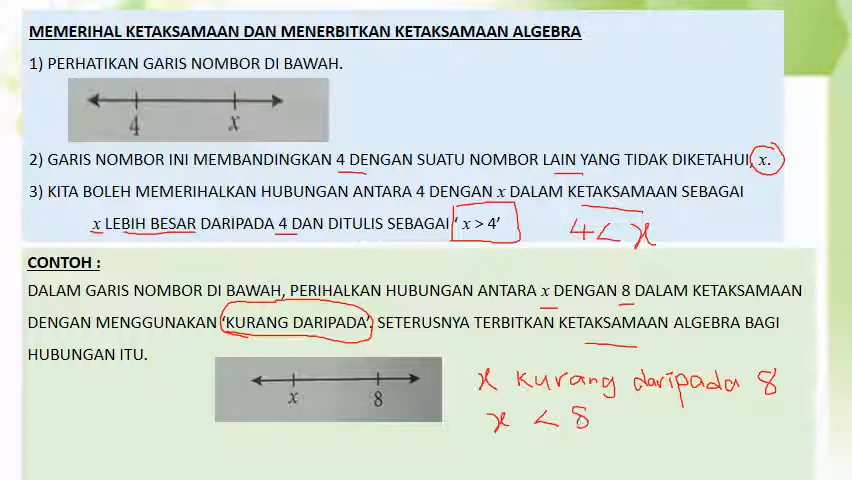 MEMERIHAL KETAKSAMAAN DAN MENERBITKAN KETAKSAMAAN ALGEBRA
1) PERHATIKAN GARIS NOMBOR DI BAWAH.
4 x
2) GARIS NOMBOR INI MEMBANDINGKAN 4 DENGAN SUATU NOMBOR LAIN YANG TIDAK DIKETAHUI, x.
3) KITA BOLEH MEMERIHALKAN HUBUNGAN ANTARA 4 DENGAN x DALAM KETAKSAMAAN SEBAGAI
x LEBIH BESAR DARIPADA 4 DAN DITULIS SEBAGAI ‘ x > 4’
4 < x
CONTOH :
DALAM GARIS NOMBOR DI BAWAH, PERIHALKAN HUBUNGAN ANTARA x DENGAN 8 DALAM KETAKSAMAAN
DENGAN MENGGUNAKAN ‘KURANG DARIPADA’. SETERUSNYA TERBITKAN KETAKSAMAAN ALGEBRA BAGI
HUBUNGAN ITU.
x 8
x kurang daripada 8
x < 8